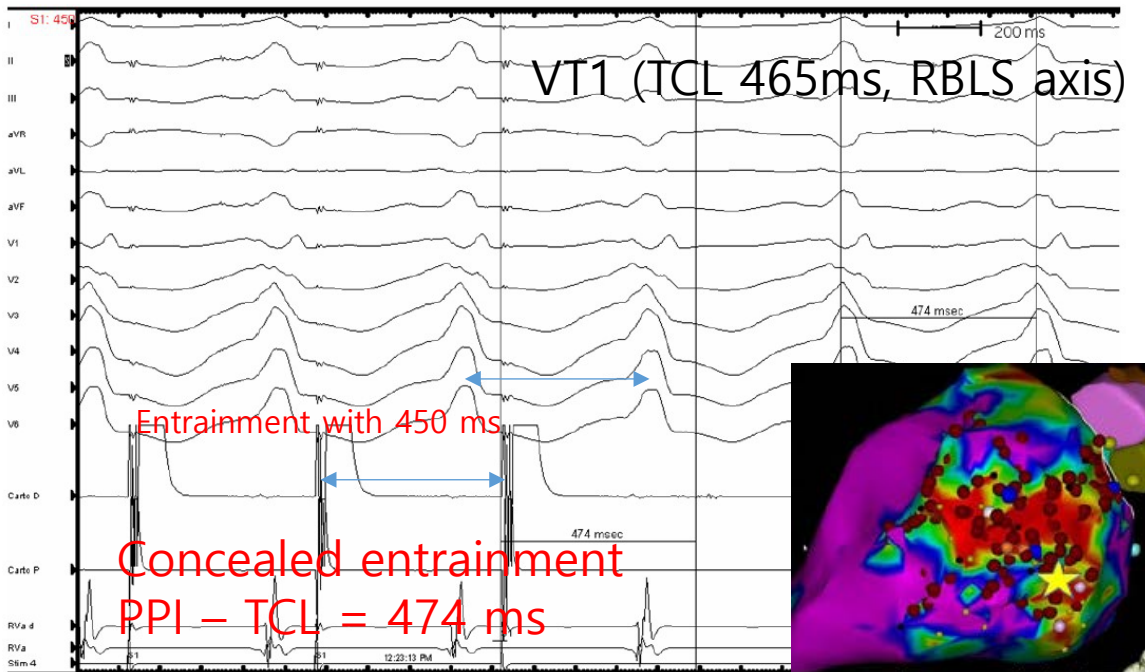 S1: 450
I
200 ms
II
VT1 (TCL 465ms, RBLS axis)
III
aVR
aVL
aVF
V1
V2
V3
474 msec
V4
V5
V6
Entrainment with 450 ms
Carto D
474 msec
Concealed entrainment
Carto P
PPI – TCL = 474 ms
RVa d
RVa
S1
S1
12:23:13 PM
Stim 4